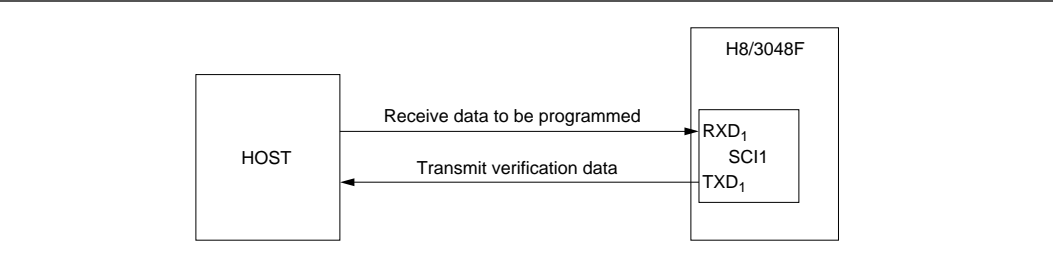 H8/3048F
Receive data to be programmed
RXD₁
HOST
SCI1
Transmit verification data
TXD₁